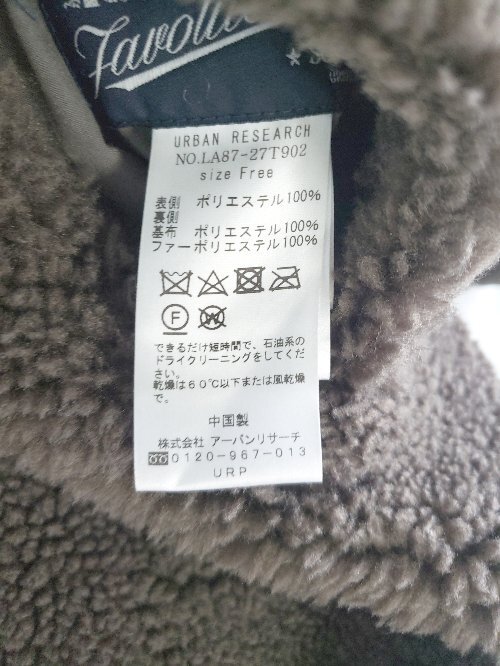 URBAN RESEARCH
NO.LA87-27T902
size Free
表側 ポリエステル100%
裏側
基布 ポリエステル100%
ファーポリエステル100%
F
W
できるだけ短時間で、石油系の
ドライクリーニングをしてくださ
い。
乾燥は60℃以下または風乾燥
で。
中国製
株式会社 アーバンリサーチ
0120-967-013
URP